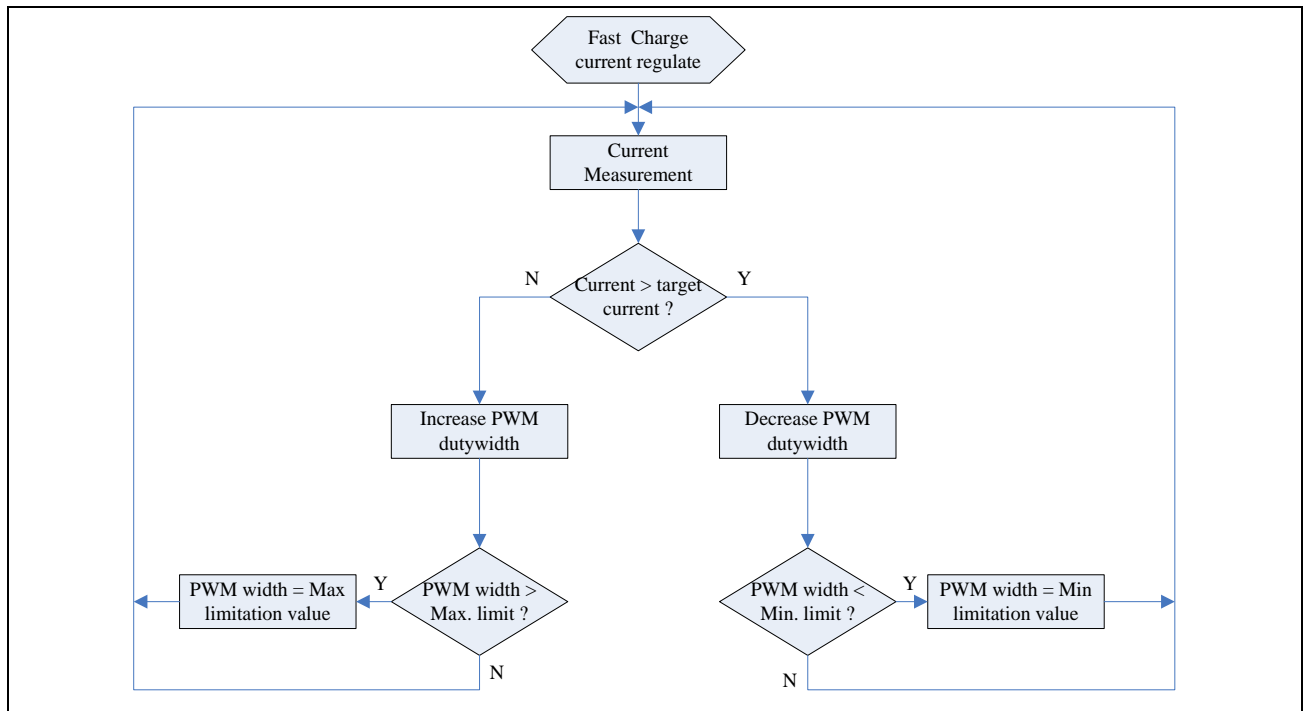 Fast Charge
current regulate
Current
Measurement
N
Y
Current > target
current ?
Increase PWM
dutywidth
Decrease PWM
dutywidth
PWM width = Max
limitation value
Y
PWM width >
Max. limit ?
N
PWM width <
Min. limit ?
Y
PWM width = Min
limitation value
N